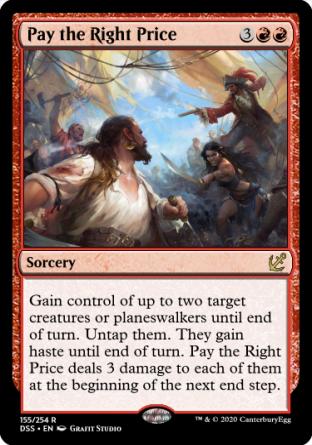 Pay the Right Price 3
Sorcery
Gain control of up to two target
creatures or planeswalkers until end
of turn. Untap them. They gain
haste until end of turn. Pay the Right
Price deals 3 damage to each of them
at the beginning of the next end step.
155/254 R
DSS • EN Grafit Studio
™ & © 2020 CanterburyEgg